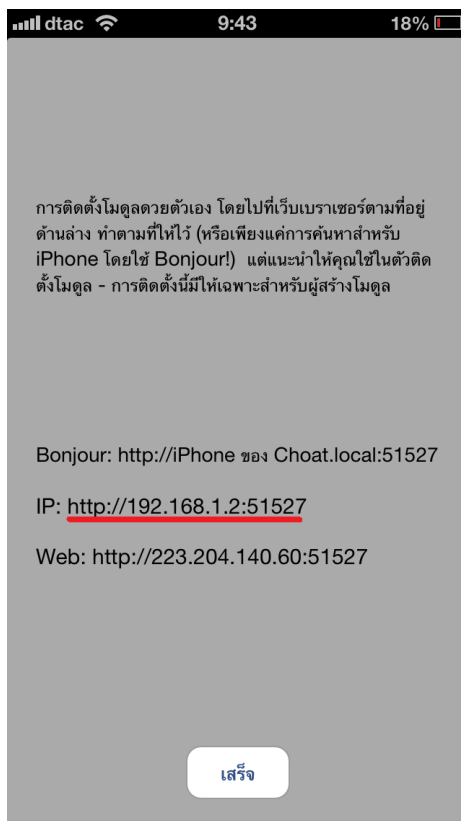 dtac 9:43 18%
การติดตั้งโมดูลดวยตัวเอง โดยไปที่เว็บเบราเซอร์ตามที่อยู่
ด้านล่าง ทำตามที่ให้ไว้ (หรือเพียงแค่การค้นหาสำหรับ
iPhone โดยใช้ Bonjour!) แต่แนะนำให้คุณใช้ในตัวติด
ตั้งโมดูล - การติดตั้งนี้มีให้เฉพาะสำหรับผู้สร้างโมดูล
Bonjour: http://iPhone ของ Choat.local:51527
IP: http://192.168.1.2:51527
Web: http://223.204.140.60:51527
เสร็จ